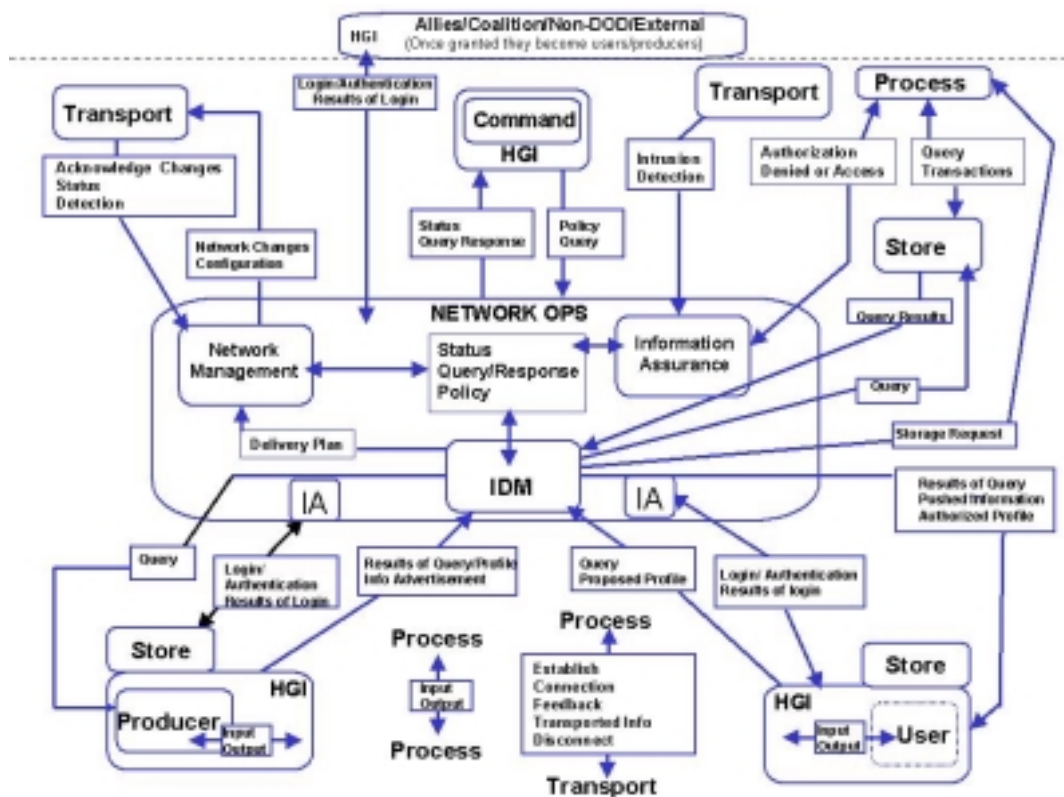 Allies/Coalition/Non-DOD/External
HGI
(Once granted they become users/producers)
Login/Authentication
Results of Login
Transport
Command
HGI
Transport
Process
Acknowledge Changes
Status
Detection
Intrusion
Detection
Authorization
Denied or Access
Query
Transactions
Network Changes
Configuration
Status
Query Response
Policy
Query
Store
NETWORK OPS
Query Results
Network
Management
Status
Query/Response
Policy
Information
Assurance
Query
Delivery Plan
Storage Request
IDM
IA
IA
Results of Query
Pushed Information
Authorized Profile
Query
Login/
Authentication
Results of Login
Results of Query/Profile
Info Advertisement
Query
Proposed Profile
Login/ Authentication
Results of login
Store
HGI
Producer
Input
Output
Process
Input
Output
Process
Process
Establish
Connection
Feedback
Transported Info
Disconnect
Transport
Store
HGI
Input
Output
User